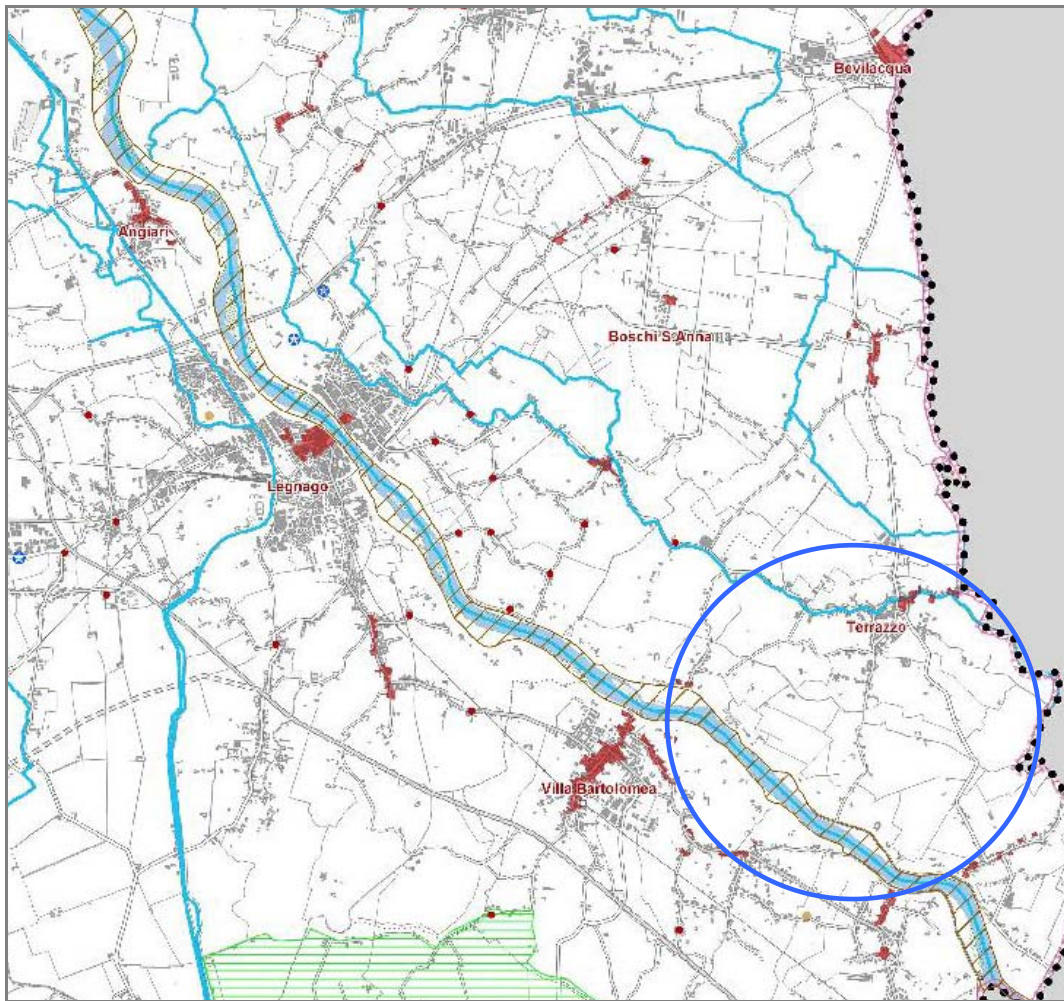 Bevilacqua
Angiari
Boschi S.Anna
Legnago
Terrazzo
Villa Bartolomea